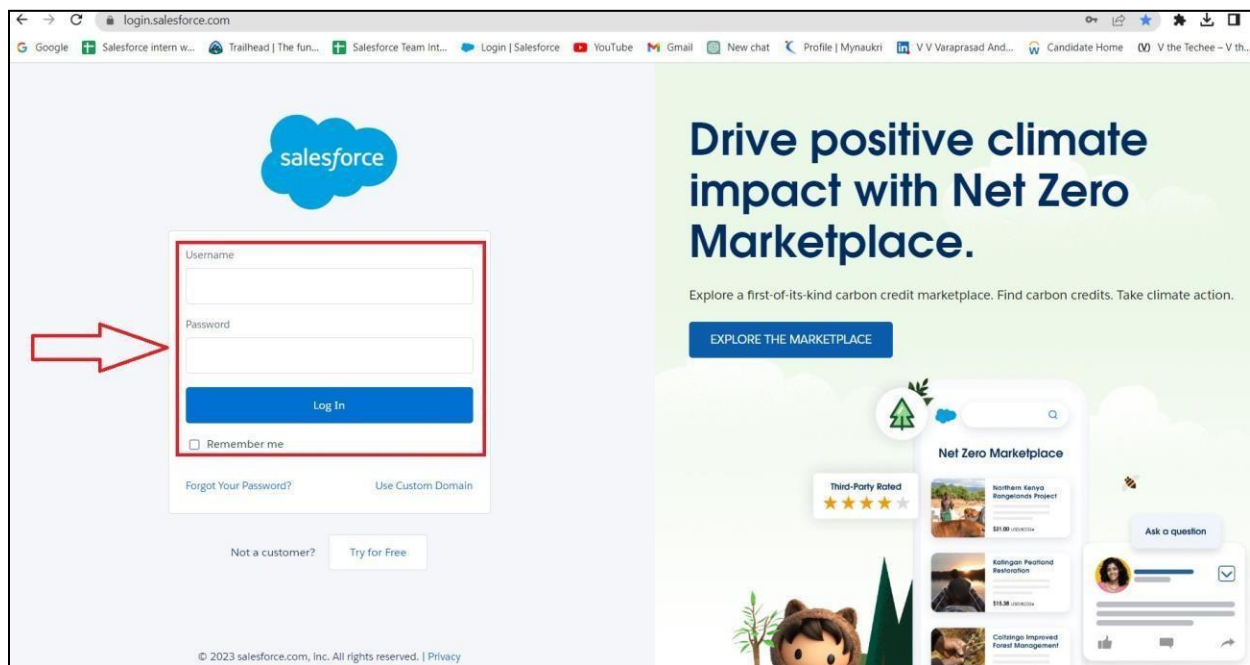 login.salesforce.com
Google Salesforce intern w... Trailhead | The fun... Salesforce Team Int... Login | Salesforce YouTube Gmail New chat Profile | Mynaukri V V Varaprasad And... Candidate Home V the Techee – V th...
salesforce
Username
Password
Log In
Remember me
Forgot Your Password? Use Custom Domain
Not a customer? Try for Free
© 2023 salesforce.com, inc. All rights reserved. | Privacy
Drive positive climate
impact with Net Zero
Marketplace.
Explore a first-of-its-kind carbon credit marketplace. Find carbon credits. Take climate action.
EXPLORE THE MARKETPLACE
Net Zero Marketplace
Third-Party Rated
Northern Kenya
Rangelands Project
$31.00
Katingan Peatland
Restoration
$15.38
Improved
Forest Management
Ask a question